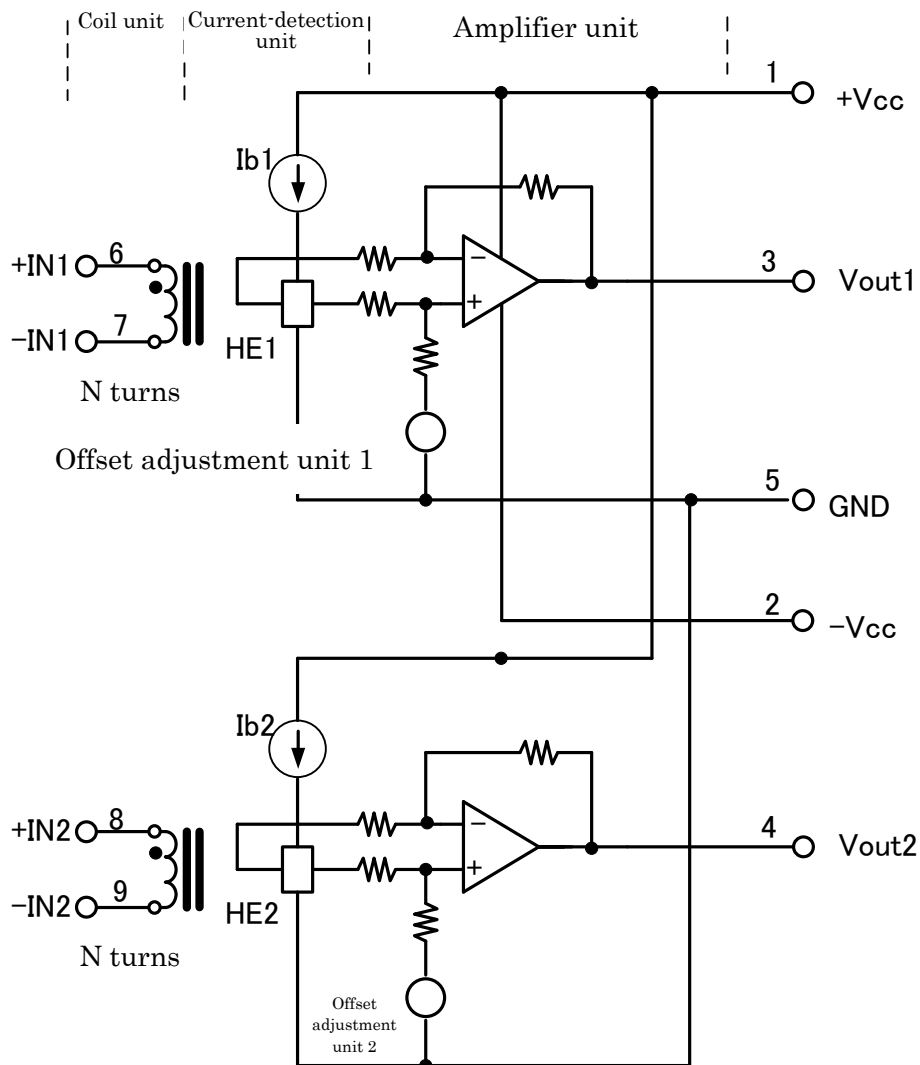 Coil unit
Current-detection
unit
Amplifier unit
1
+Vcc
Ib1
+IN1
6
−
3
Vout1
+
−IN1
7
HE1
N turns
Offset adjustment unit 1
5
GND
2
−Vcc
Ib2
+IN2
8
−
4
Vout2
+
−IN2
9
HE2
N turns
Offset
adjustment
unit 2